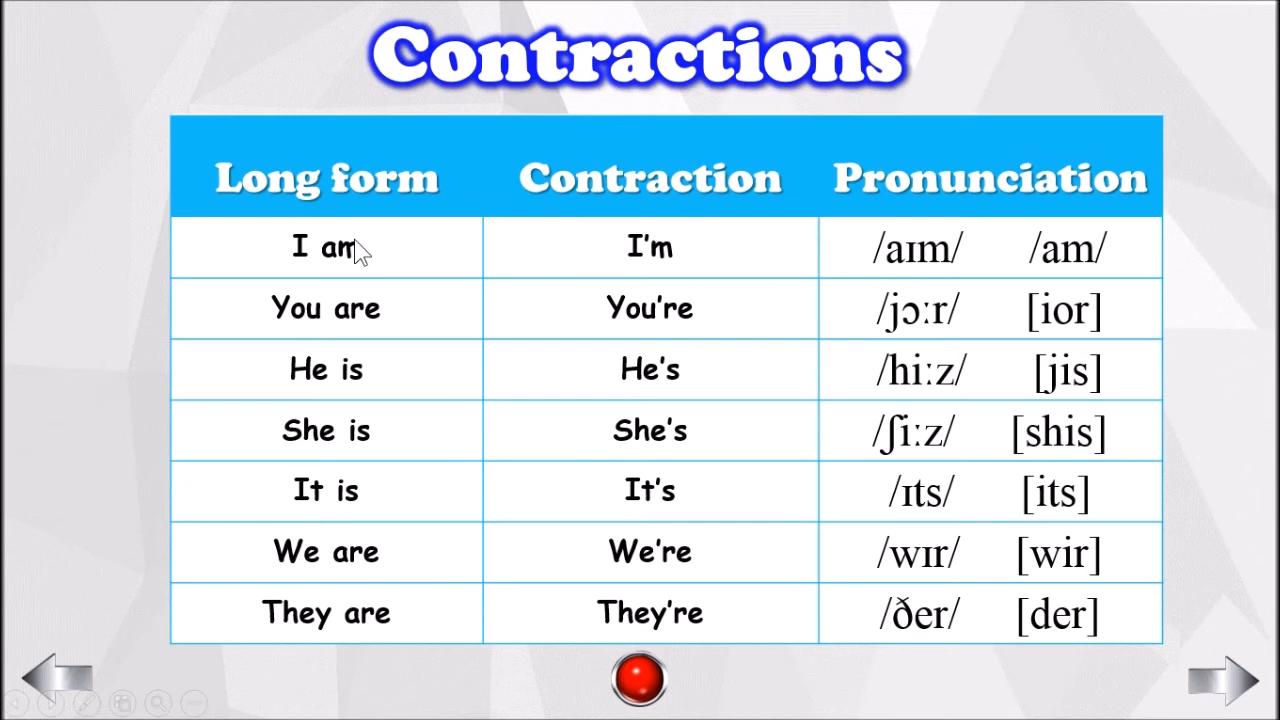 Contractions
Long form Contraction Pronunciation
I am I'm /aɪm/ /am/
You are You're /jɔːr/ [ior]
He is He's /hiːz/ [jis]
She is She's /ʃiːz/ [shis]
It is It's /ɪts/ [its]
We are We're /wɪr/ [wir]
They are They're /ðer/ [der]